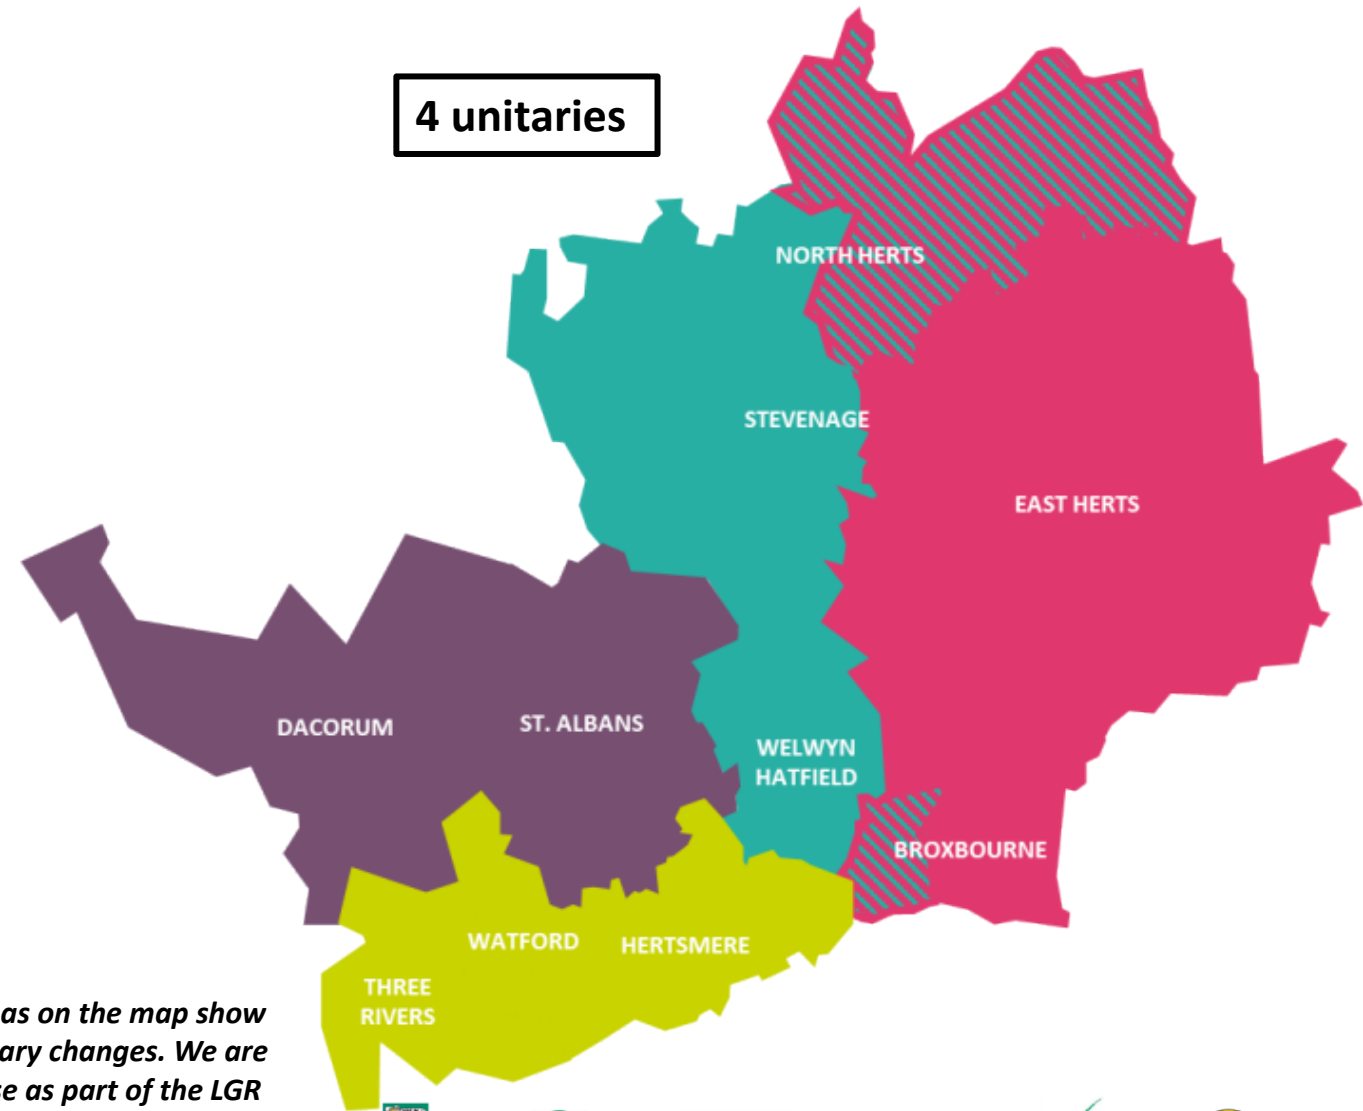 4 unitaries
NORTH HERTS
STEVENAGE
EAST HERTS
DACORUM
ST. ALBANS
WELWYN
HATFIELD
BROXBOURNE
WATFORD
HERTSMERE
THREE
RIVERS
as on the map show
ary changes. We are
se as part of the LGR